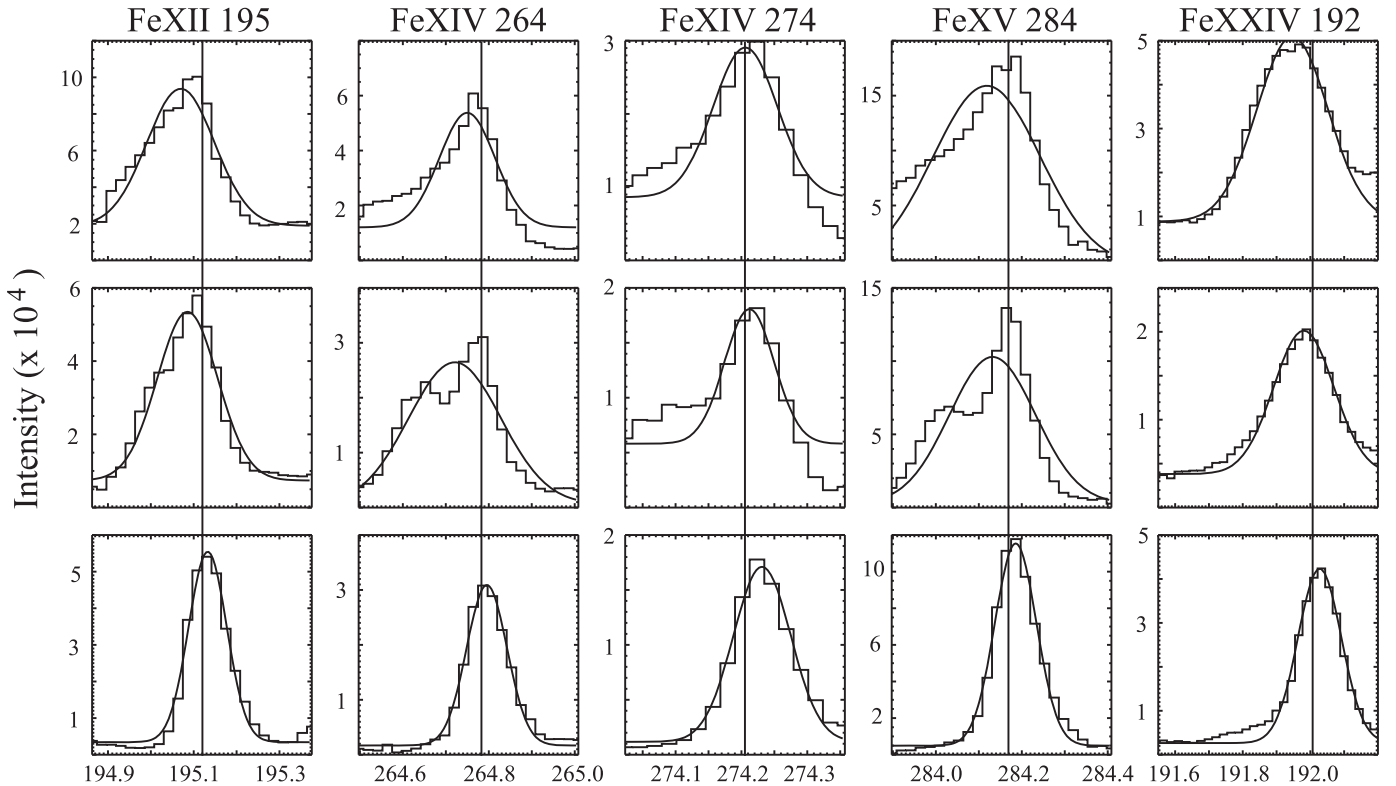 FeXII 195 FeXIV 264 FeXIV 274 FeXV 284 FeXXIV 192
Intensity (x 10 4)
10 6 3 15 5
8 4 1 5 3
6 2 1
2
6 3 2 15 2
4 1 1 5 1
2
5 3 2 10 5
3 1 1 6 3
1 2 1
194.9 195.1 195.3 264.6 264.8 265.0 274.1 274.2 274.3 284.0 284.2 284.4 191.6 191.8 192.0